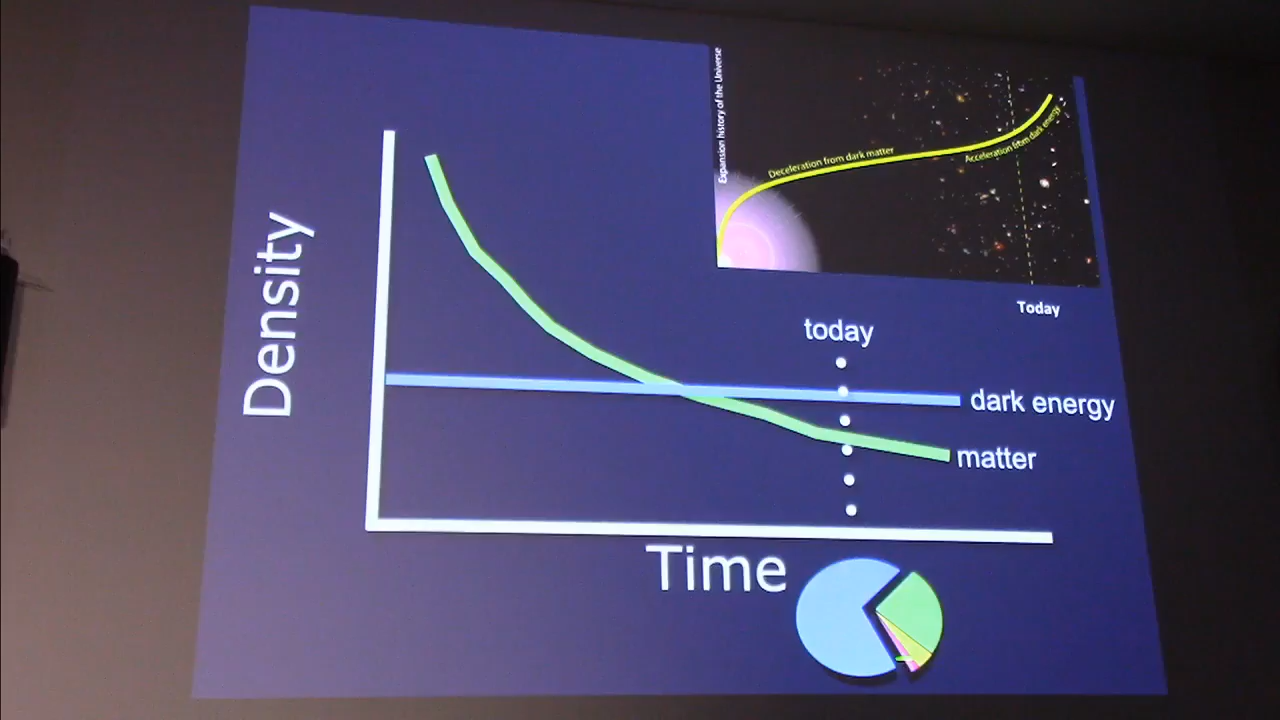 Expansion history of the Universe
Deceleration from dark matter
Acceleration from dark energy
Today
Density
today
dark energy
matter
Time